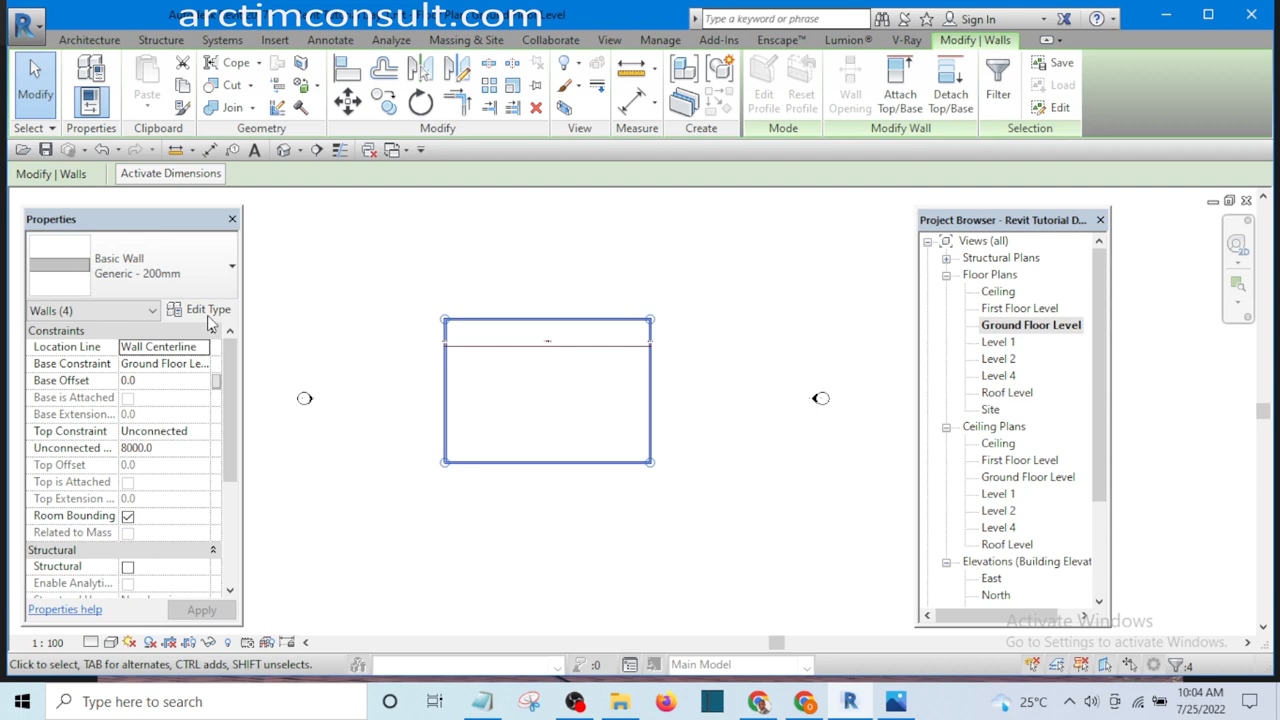 arctimconsult.com
Floor Plan: Ground Floor Level
Type a keyword or phrase
Sign In
Architecture Structure Systems Insert Annotate Analyze Massing & Site Collaborate View Manage Add-Ins Enscape™ Lumion® V-Ray Modify | Walls
Modify
Paste
Cope
Cut
Join
Edit Profile
Reset Profile
Wall Opening
Attach Top/Base
Detach Top/Base
Filter
Save
Load
Edit
Select Properties Clipboard Geometry Modify View Measure Create Mode Modify Wall Selection
Modify | Walls Activate Dimensions
Properties
Basic Wall
Generic - 200mm
Walls (4) Edit Type
Constraints
Location Line Wall Centerline
Base Constraint Ground Floor Le...
Base Offset 0.0
Base is Attached
Base Extension... 0.0
Top Constraint Unconnected
Unconnected ... 8000.0
Top Offset 0.0
Top is Attached
Top Extension ... 0.0
Room Bounding
Related to Mass
Structural
Structural
Enable Analyti...
Properties help Apply
Project Browser - Revit Tutorial D...
Views (all)
Structural Plans
Floor Plans
Ceiling
First Floor Level
Ground Floor Level
Level 1
Level 2
Level 4
Roof Level
Site
Ceiling Plans
Ceiling
First Floor Level
Ground Floor Level
Level 1
Level 2
Level 4
Roof Level
Elevations (Building Elevat
East
North
Activate Windows
Go to Settings to activate Windows.
1 : 100
Click to select, TAB for alternates, CTRL adds, SHIFT unselects.
:0
Main Model
:4
Type here to search
25°C
10:04 AM
7/25/2022